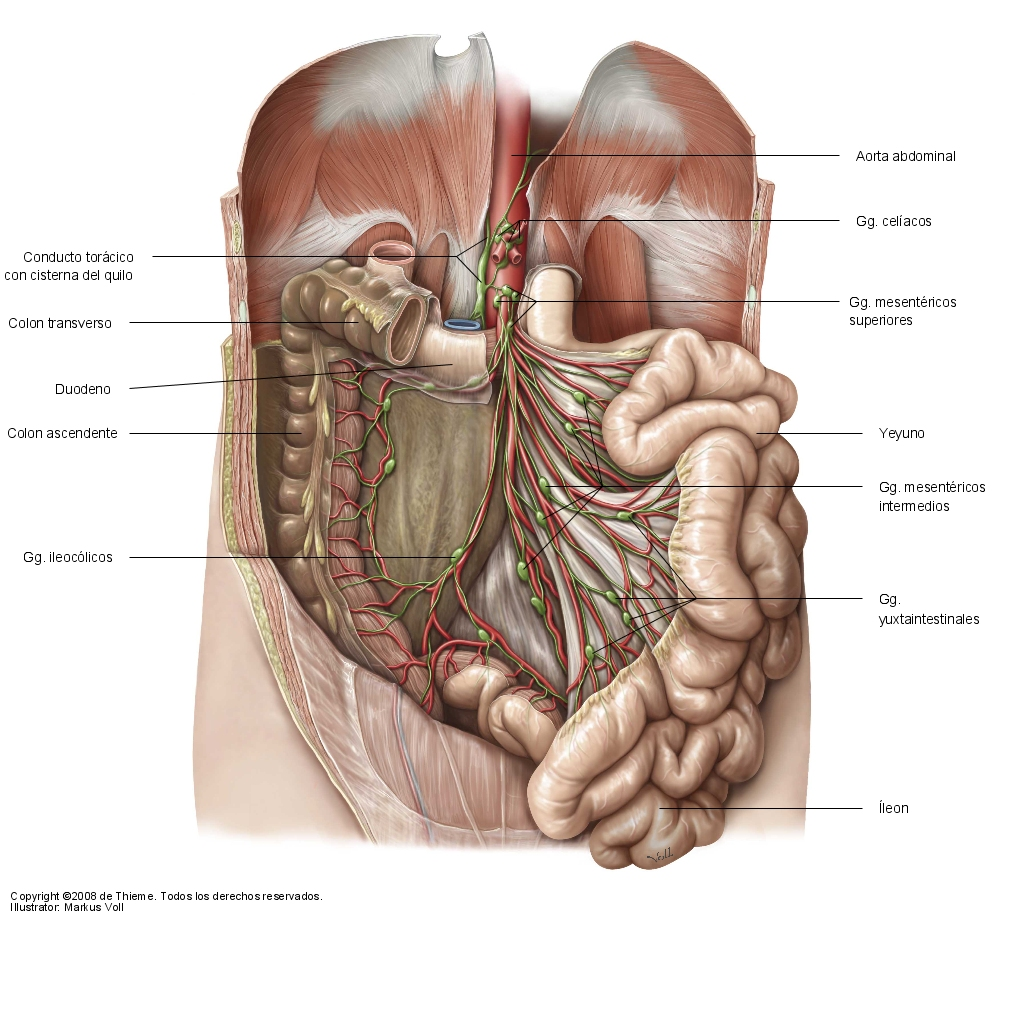 Aorta abdominal
Gg. celíacos
Conducto torácico
con cisterna del quilo
Gg. mesentéricos
superiores
Colon transverso
Duodeno
Colon ascendente
Yeyuno
Gg. mesentéricos
intermedios
Gg. ileocólicos
Gg.
yuxtaintestinales
Íleon
Voll
Copyright ©2008 de Thieme. Todos los derechos reservados.
Illustrator: Markus Voll